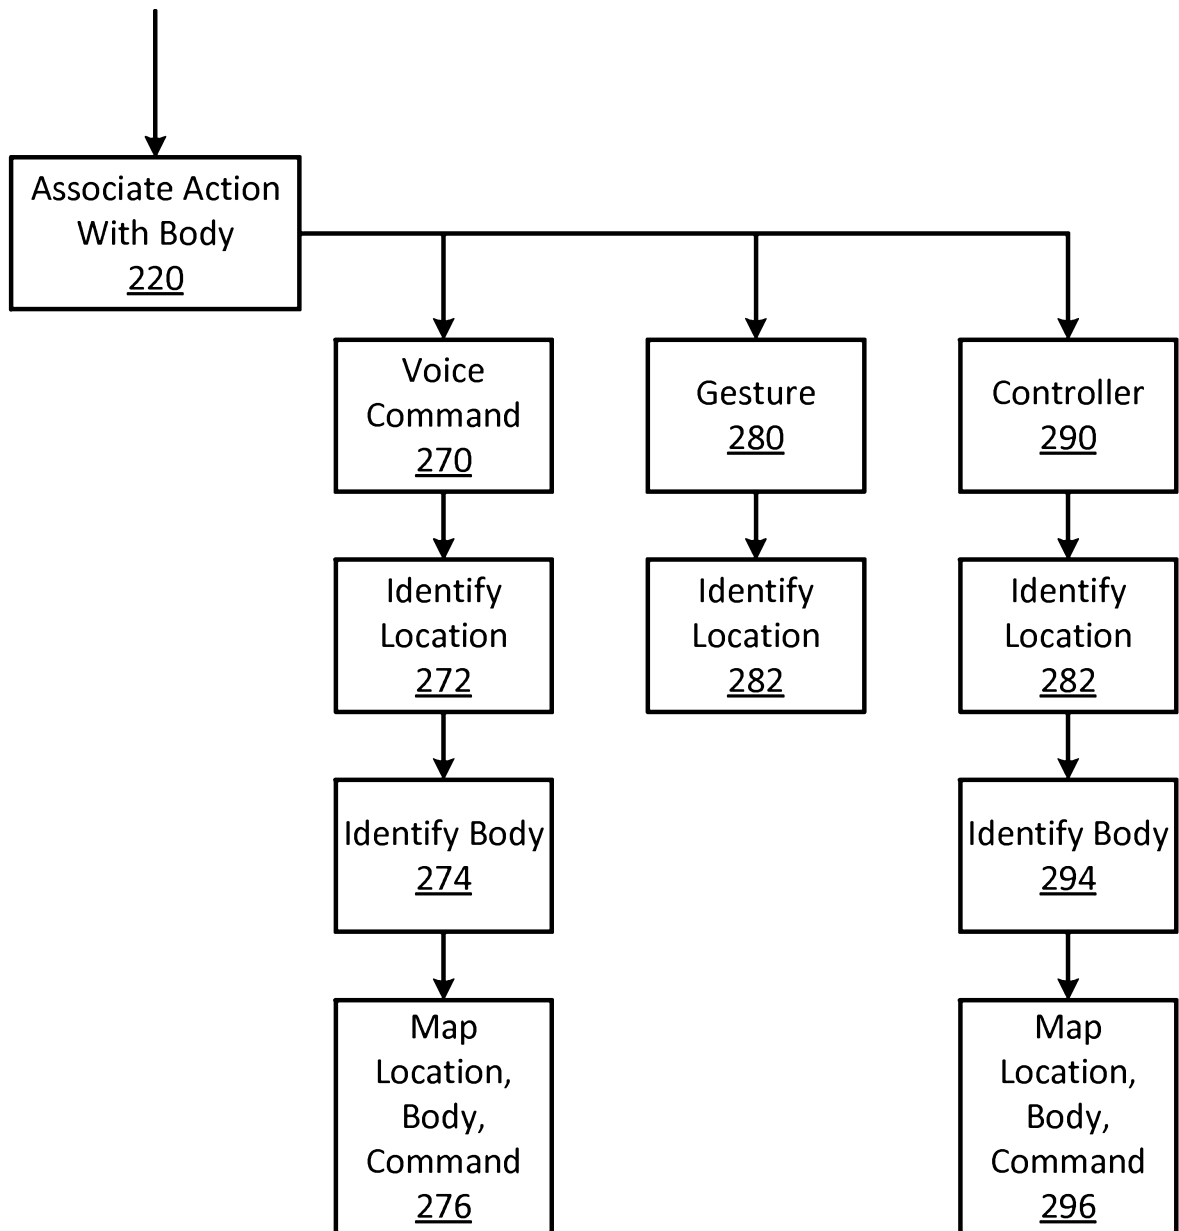 Associate Action
With Body
220
Voice
Command
270
Gesture
280
Controller
290
Identify
Location
272
Identify
Location
282
Identify
Location
282
Identify Body
274
Identify Body
294
Map
Location,
Body,
Command
276
Map
Location,
Body,
Command
296